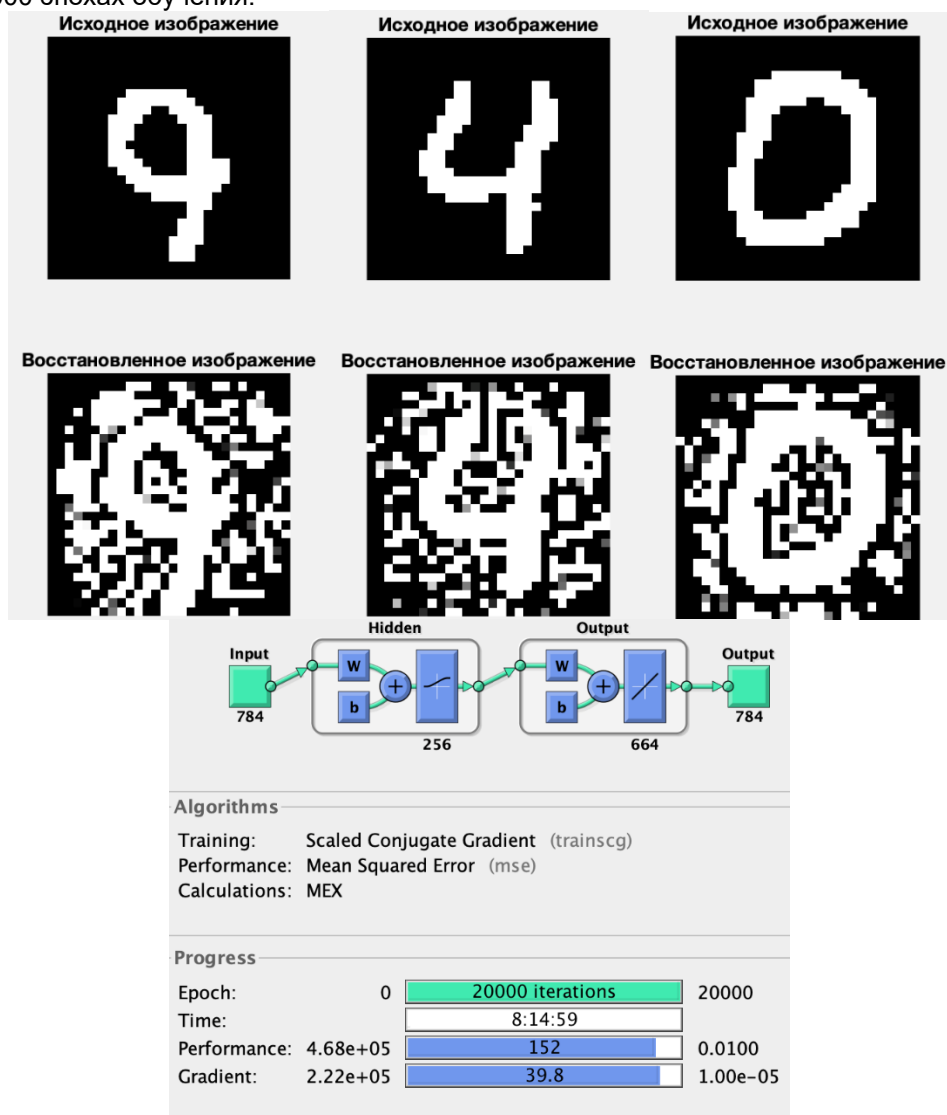 эпохах обучения.
Исходное изображение Исходное изображение Исходное изображение
Восстановленное изображение Восстановленное изображение Восстановленное изображение
Hidden Output
Input Output
W W
b b
784 784
256 664
Algorithms
Training: Scaled Conjugate Gradient (trainscg)
Performance: Mean Squared Error (mse)
Calculations: MEX
Progress
Epoch: 0 20000 iterations 20000
Time: 8:14:59
Performance: 4.68e+05 152 0.0100
Gradient: 2.22e+05 39.8 1.00e-05